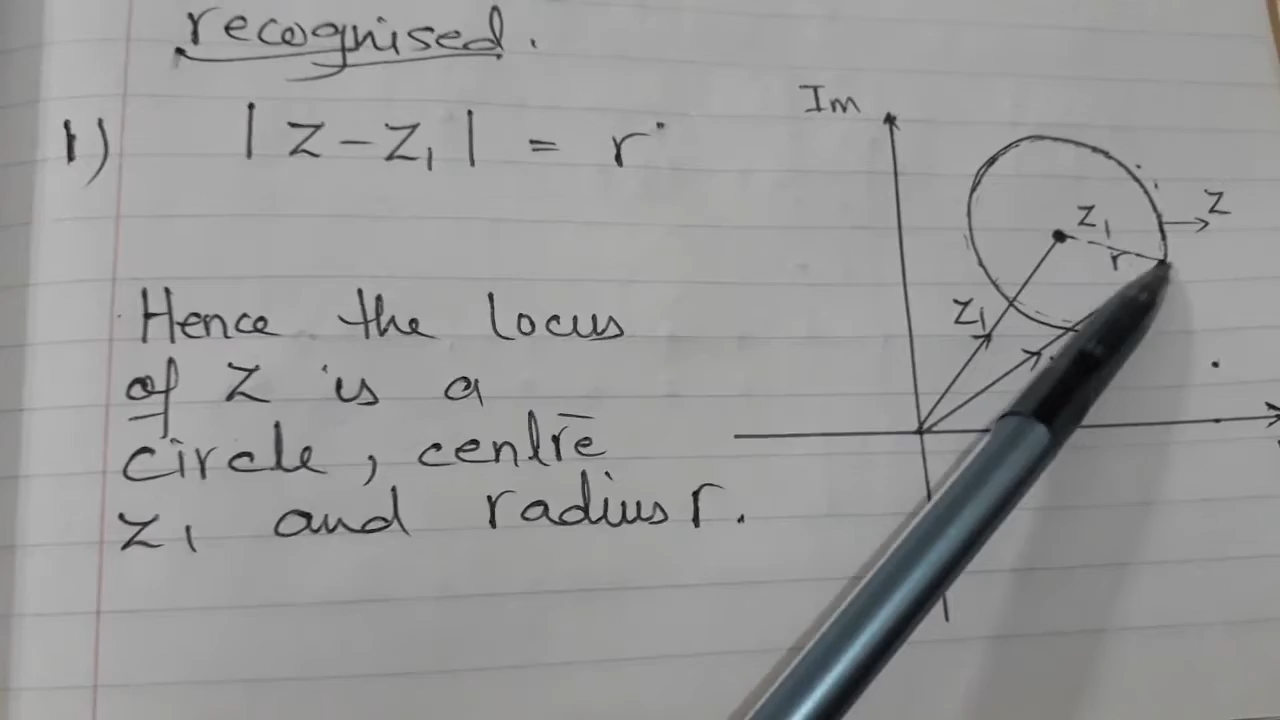 recognised.
1) |z - z₁| = r
Im
z₁
z
r
z₁
Hence the locus
of z is a
circle, centre
z₁ and radius r.